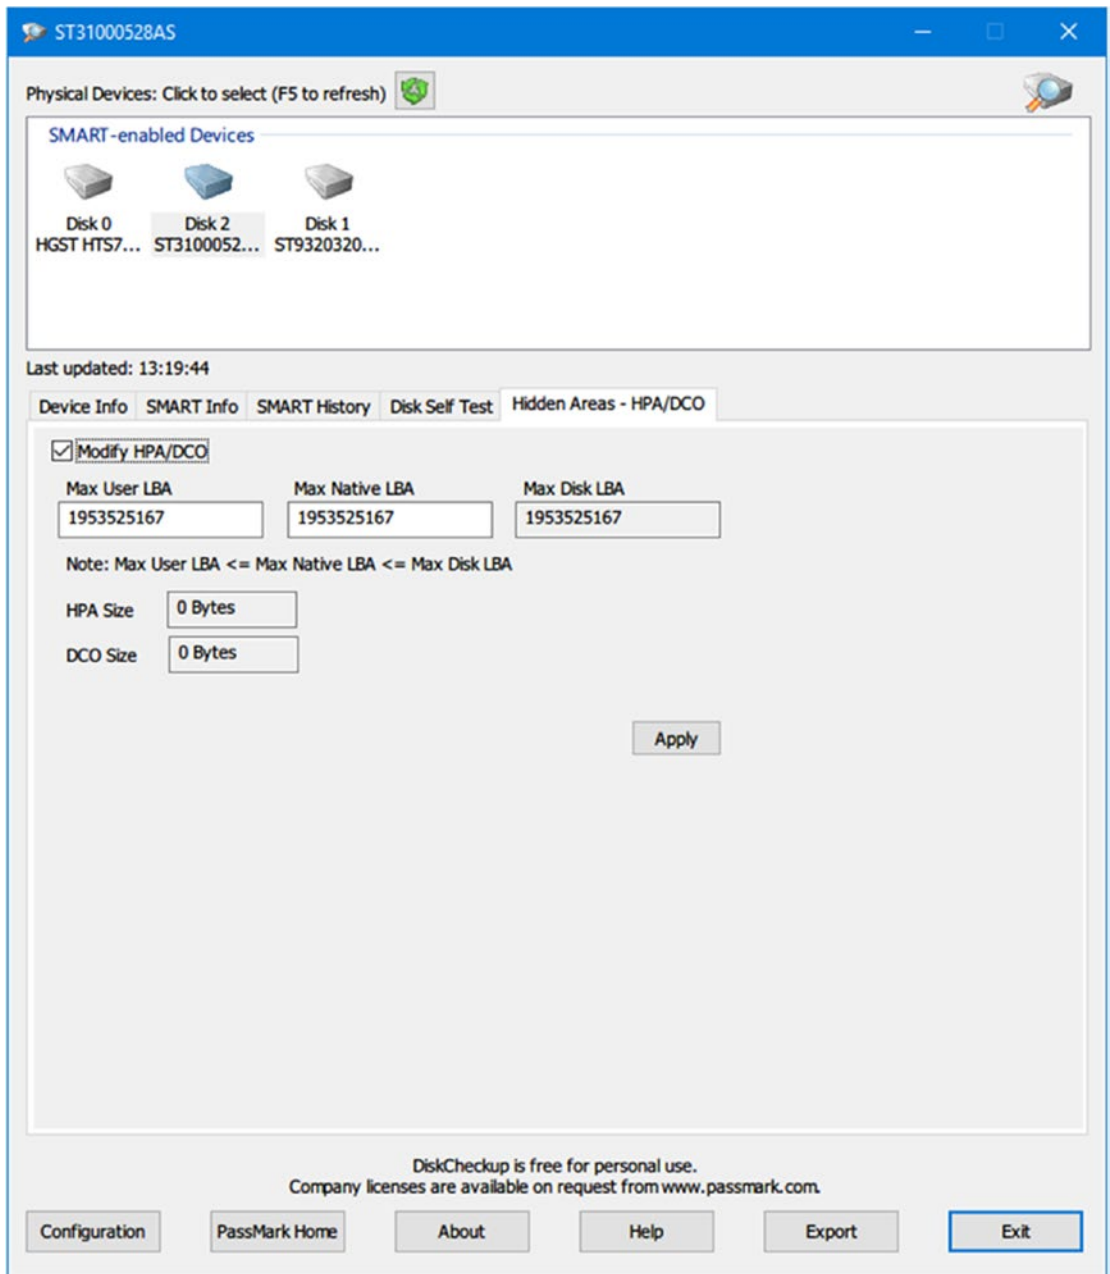 ST31000528AS
Physical Devices: Click to select (F5 to refresh)
SMART-enabled Devices
Disk 0 Disk 2 Disk 1
HGST HTS7... ST3100052... ST9320320...
Last updated: 13:19:44
Device Info SMART Info SMART History Disk Self Test Hidden Areas - HPA/DCO
Modify HPA/DCO
Max User LBA Max Native LBA Max Disk LBA
1953525167 1953525167 1953525167
Note: Max User LBA <= Max Native LBA <= Max Disk LBA
HPA Size 0 Bytes
DCO Size 0 Bytes
Apply
DiskCheckup is free for personal use.
Company licenses are available on request from www.passmark.com.
Configuration PassMark Home About Help Export Exit